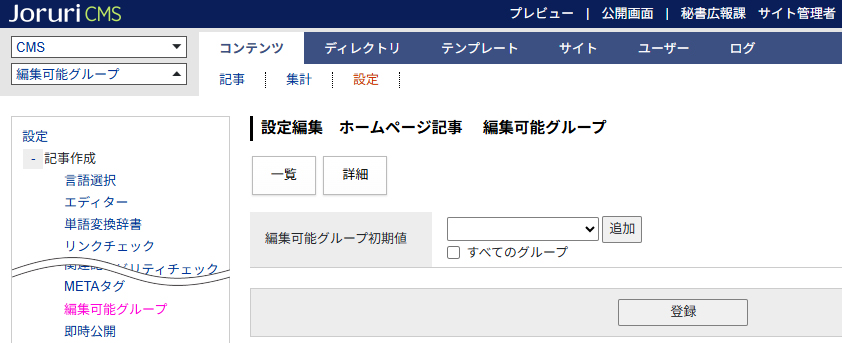 Joruri CMS
プレビュー | 公開画面 | 秘書広報課 サイト管理者
CMS
編集可能グループ
コンテンツ ディレクトリ テンプレート サイト ユーザー ログ
記事 集計 設定
設定
- 記事作成
言語選択
エディター
単語変換辞書
リンクチェック
リティチェック
METAタグ
編集可能グループ
即時公開
設定編集 ホームページ記事 編集可能グループ
一覧 詳細
編集可能グループ初期値
追加
すべてのグループ
登録